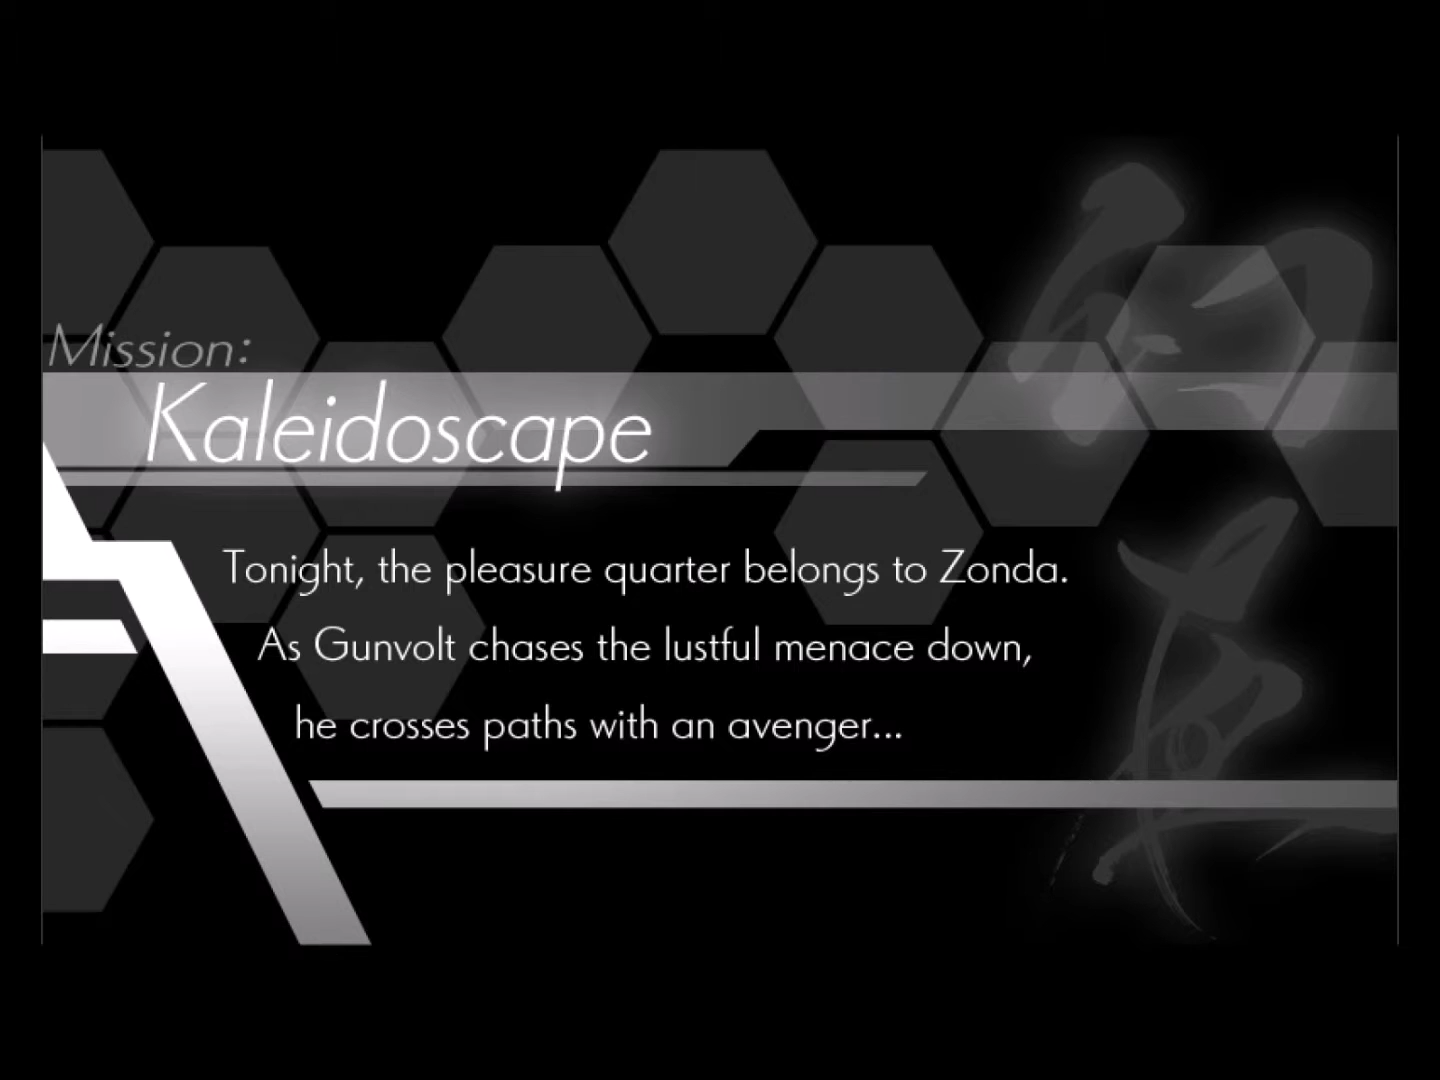 Mission:
Kaleidoscope
Tonight, the pleasure quarter belongs to Zonda.
As Gunvolt chases the lustful menace down,
he crosses paths with an avenger...